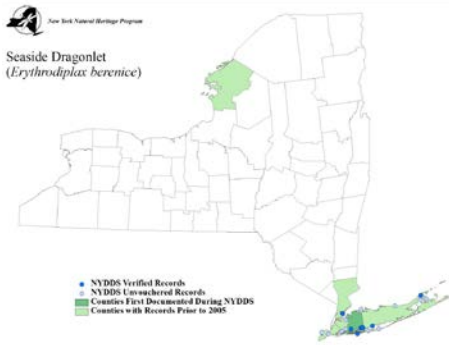 New York Natural Heritage Program
Seaside Dragonlet
(Erythrodiplax berenice)
NYDDS Verified Records
NYDDS Unvouchered Records
Counties First Documented During NYDDS
Counties with Records Prior to 2005